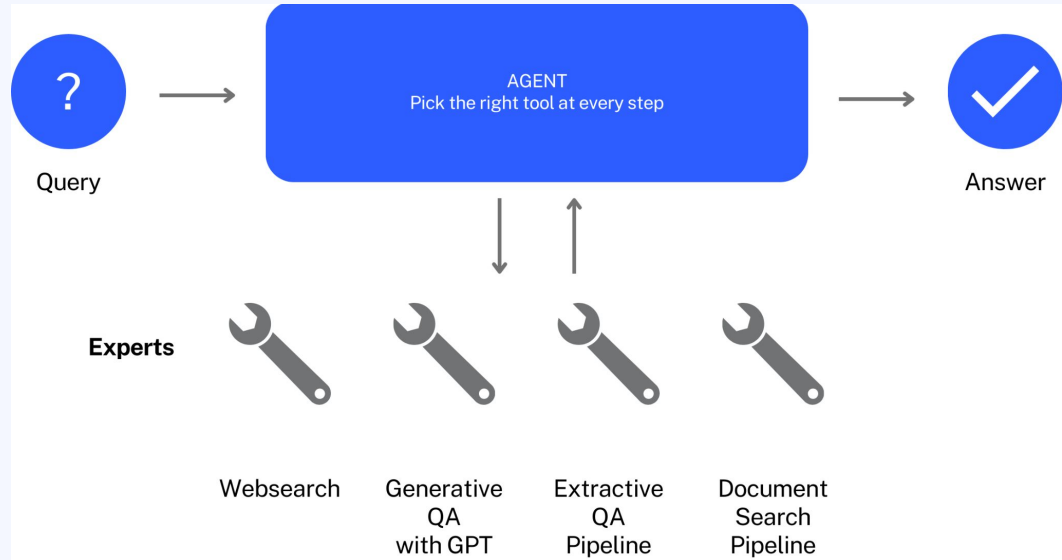 ?
AGENT
Pick the right tool at every step
Query
Answer
Experts
Websearch
Generative
QA
with GPT
Extractive
QA
Pipeline
Document
Search
Pipeline